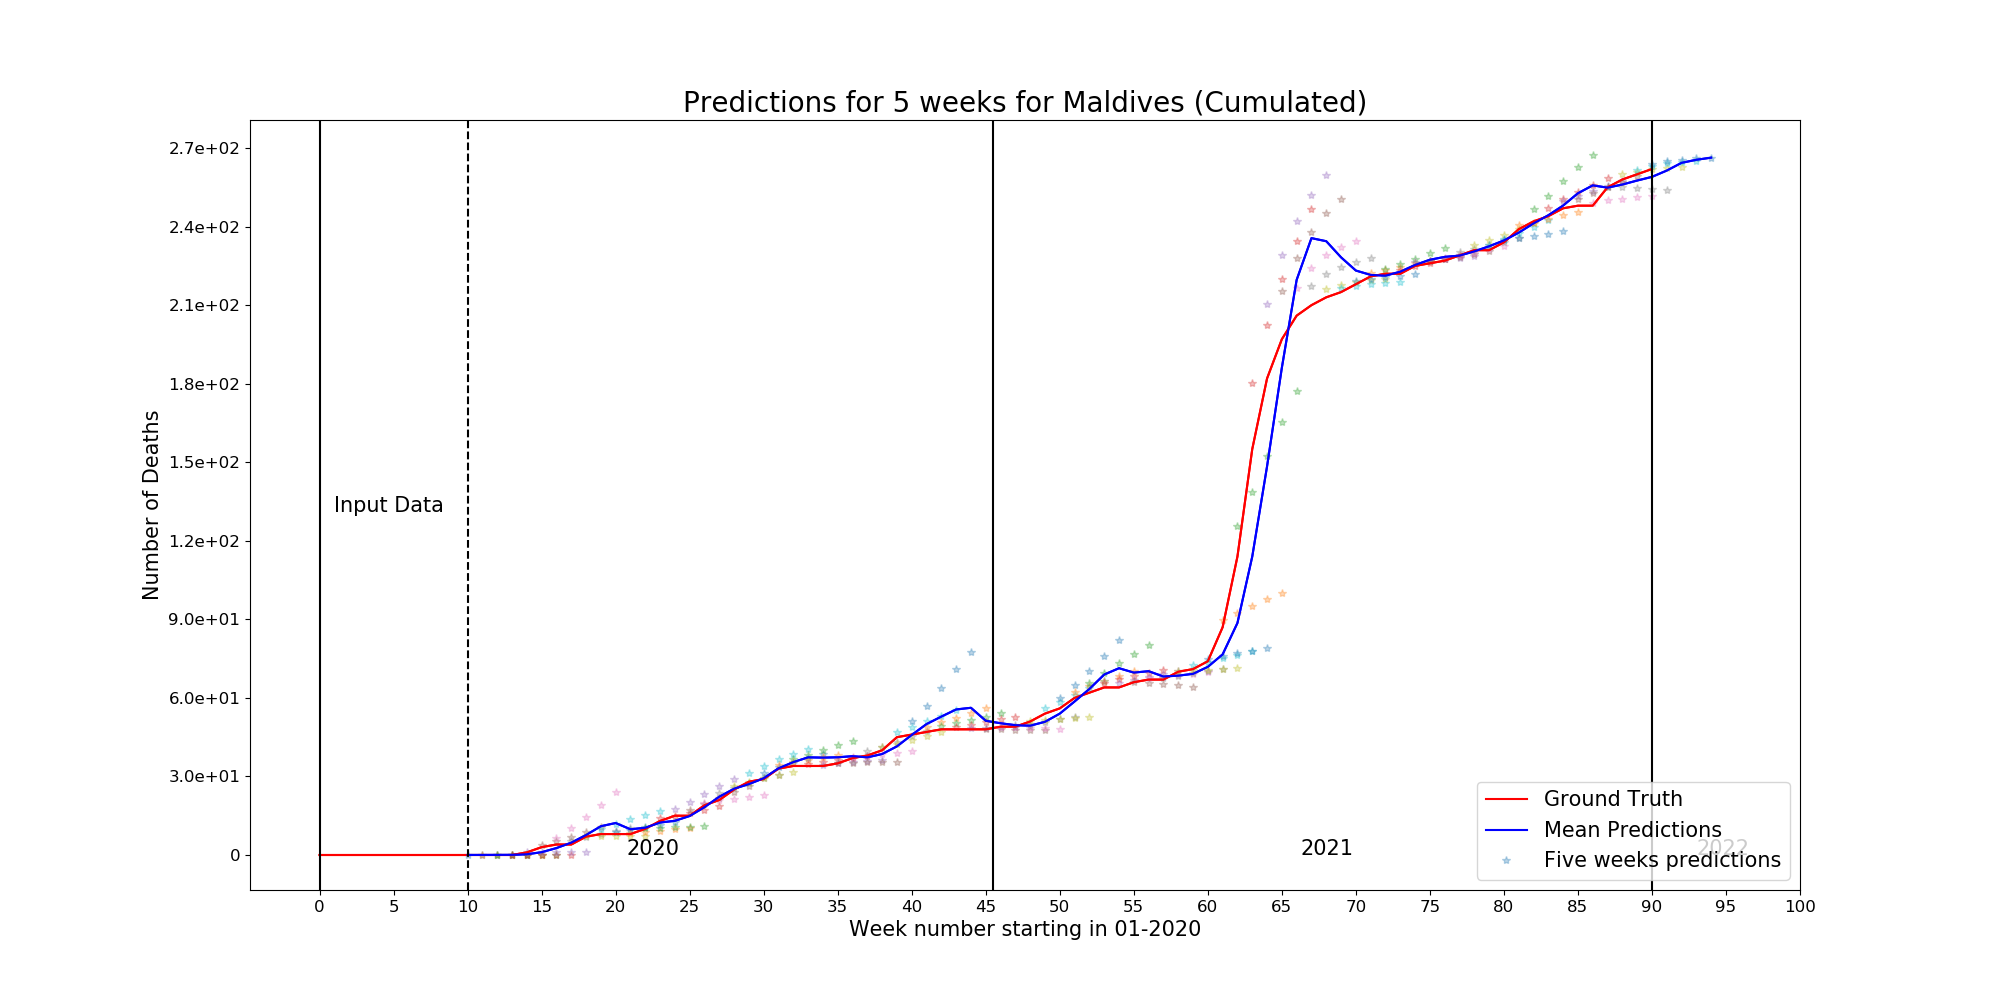 Predictions for 5 weeks for Maldives (Cumulated)
2.7e+02
2.4e+02
2.1e+02
1.8e+02
1.5e+02
1.2e+02
9.0e+01
6.0e+01
3.0e+01
0
Number of Deaths
Input Data
2020
2021
2022
Ground Truth
Mean Predictions
Five weeks predictions
0 5 10 15 20 25 30 35 40 45 50 55 60 65 70 75 80 85 90 95 100
Week number starting in 01-2020